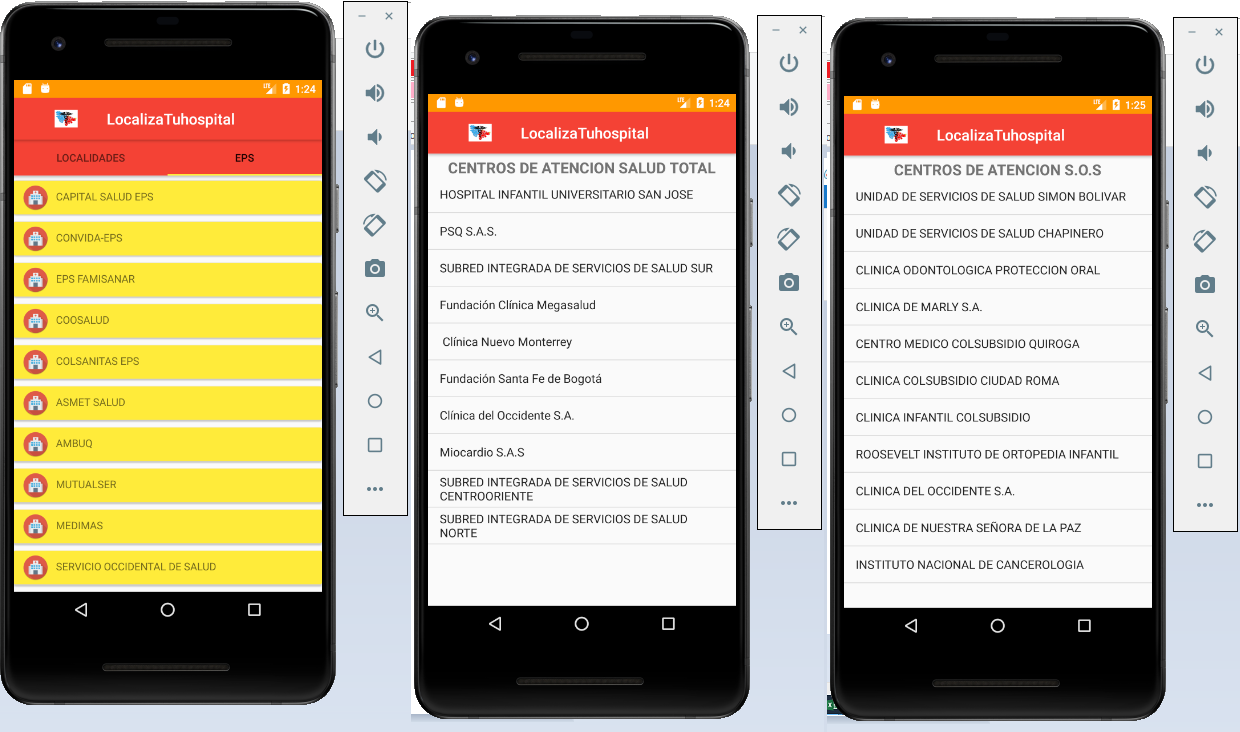 1:24
LocalizaTuhospital
LOCALIDADES
EPS
CAPITAL SALUD EPS
CONVIDA-EPS
EPS FAMISANAR
COOSALUD
COLSANITAS EPS
ASMET SALUD
AMBUQ
MUTUALSER
MEDIMAS
SERVICIO OCCIDENTAL DE SALUD
1:24
LocalizaTuhospital
CENTROS DE ATENCION SALUD TOTAL
HOSPITAL INFANTIL UNIVERSITARIO SAN JOSE
PSQ S.A.S.
SUBRED INTEGRADA DE SERVICIOS DE SALUD SUR
Fundación Clínica Megasalud
Clínica Nuevo Monterrey
Fundación Santa Fe de Bogotá
Clínica del Occidente S.A.
Miocardio S.A.S
SUBRED INTEGRADA DE SERVICIOS DE SALUD
CENTROORIENTE
SUBRED INTEGRADA DE SERVICIOS DE SALUD
NORTE
1:25
LocalizaTuhospital
CENTROS DE ATENCION S.O.S
UNIDAD DE SERVICIOS DE SALUD SIMON BOLIVAR
UNIDAD DE SERVICIOS DE SALUD CHAPINERO
CLINICA ODONTOLOGICA PROTECCION ORAL
CLINICA DE MARLY S.A.
CENTRO MEDICO COLSUBSIDIO QUIROGA
CLINICA COLSUBSIDIO CIUDAD ROMA
CLINICA INFANTIL COLSUBSIDIO
ROOSEVELT INSTITUTO DE ORTOPEDIA INFANTIL
CLINICA DEL OCCIDENTE S.A.
CLINICA DE NUESTRA SEÑORA DE LA PAZ
INSTITUTO NACIONAL DE CANCEROLOGIA